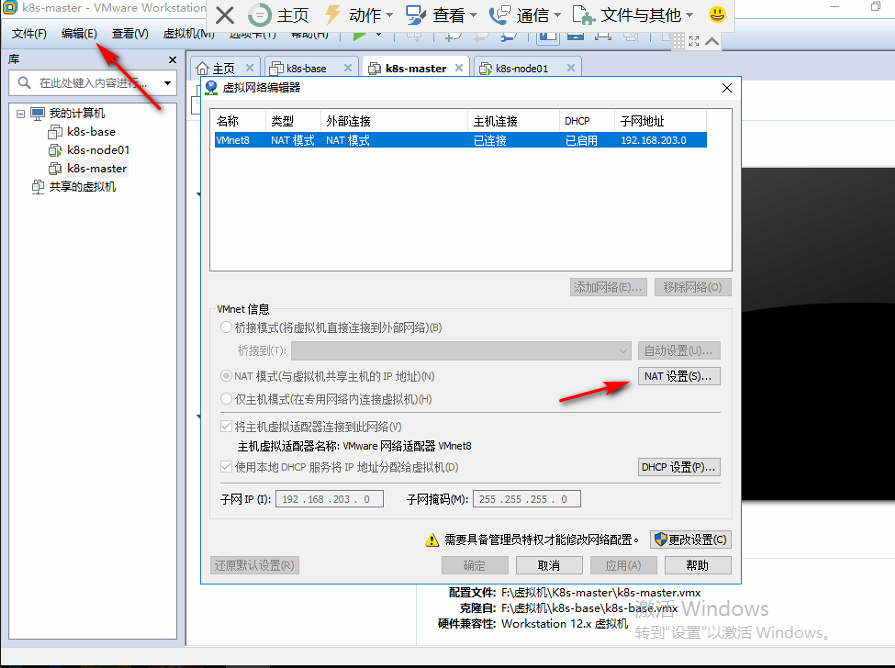 k8s-master - VMware Workstation
主页 动作 查看 通信 文件与其他
文件(F) 编辑(E) 查看(V) 虚拟机(M) 选项卡(T) 帮助(H)
库
在此处键入内容进行...
我的计算机
k8s-base
k8s-node01
k8s-master
共享的虚拟机
主页 k8s-base k8s-master k8s-node01
虚拟网络编辑器
名称 类型 外部连接 主机连接 DHCP 子网地址
VMnet8 NAT 模式 NAT 模式 已连接 已启用 192.168.203.0
添加网络(E)... 移除网络(O)
VMnet 信息
桥接模式(将虚拟机直接连接到外部网络)(B)
桥接到(T): 自动设置(U)...
NAT 模式(与虚拟机共享主机的 IP 地址)(N) NAT 设置(S)...
仅主机模式(在专用网络内连接虚拟机)(H)
将主机虚拟适配器连接到此网络(V)
主机虚拟适配器名称: VMware 网络适配器 VMnet8
使用本地 DHCP 服务将 IP 地址分配给虚拟机(D) DHCP 设置(P)...
子网 IP (I): 192 . 168 . 203 . 0 子网掩码(M): 255 . 255 . 255 . 0
需要具备管理员特权才能修改网络配置。 更改设置(C)
还原默认设置(R) 确定 取消 应用(A) 帮助
配置文件: F:\虚拟机\K8s-master\k8s-master.vmx
克隆自: F:\虚拟机\k8s-base\k8s-base.vmx
硬件兼容性: Workstation 12.x 虚拟机
激活 Windows
转到“设置”以激活 Windows。